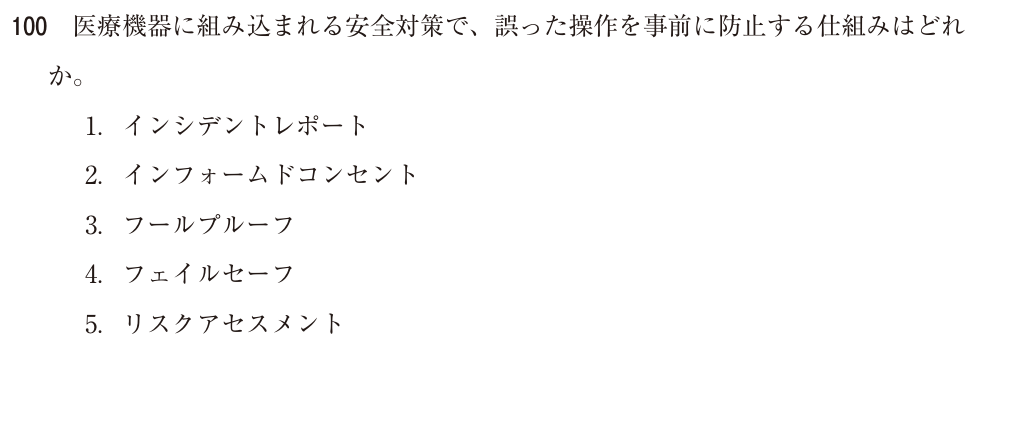 100 医療機器に組み込まれる安全対策で、誤った操作を事前に防止する仕組みはどれ
か。
1. インシデントレポート
2. インフォームドコンセント
3. フールプルーフ
4. フェイルセーフ
5. リスクアセスメント